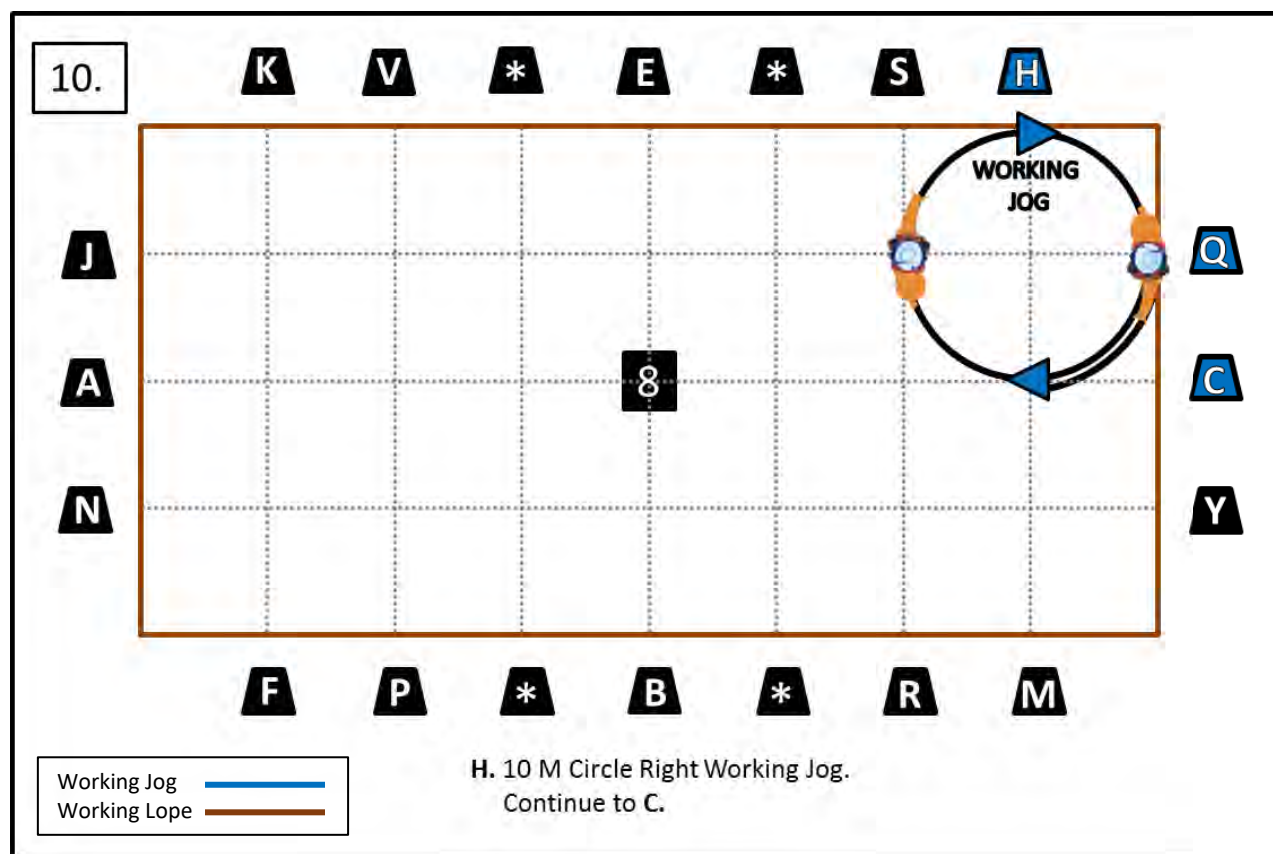 10.
K V * E * S H
WORKING
JOG
J
Q
A
8
C
N
Y
F P * B * R M
Working Jog
Working Lope
H. 10 M Circle Right Working Jog.
Continue to C.